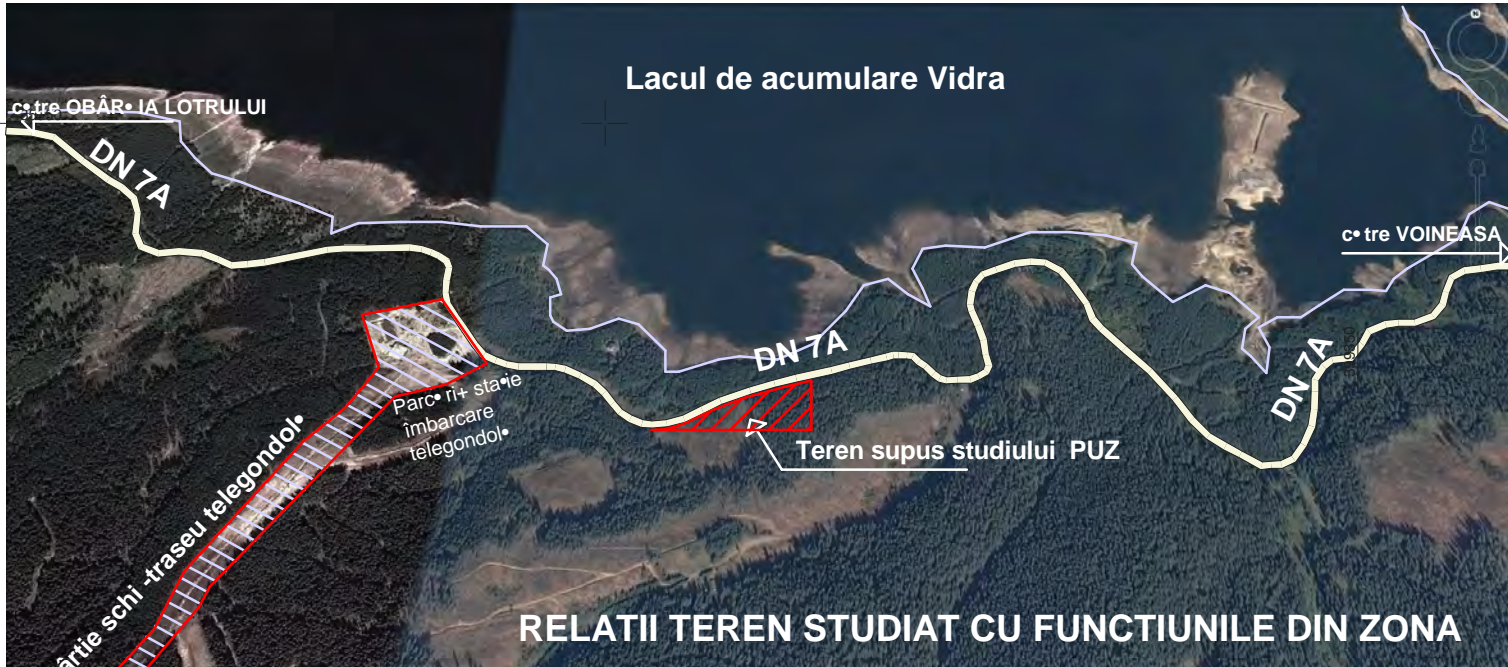 Lacul de acumulare Vidra
c•tre OBÂR• IA LOTRULUI
DN 7A
c•tre VOINEASA
DN 7A
DN 7A
Parc• ri+ sta•ie
îmbarcare
telegondol•
Teren supus studiului PUZ
ârtie schi -traseu telegondol•
RELATII TEREN STUDIAT CU FUNCTIUNILE DIN ZONA